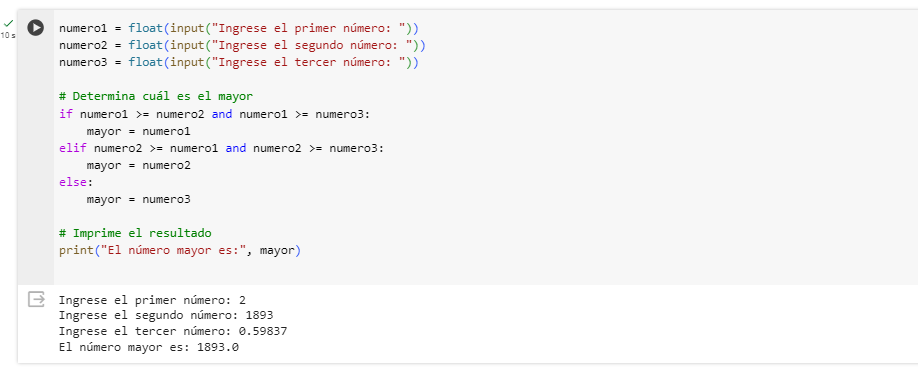 10 s
numero1 = float(input("Ingrese el primer número: "))
numero2 = float(input("Ingrese el segundo número: "))
numero3 = float(input("Ingrese el tercer número: "))
# Determina cuál es el mayor
if numero1 >= numero2 and numero1 >= numero3:
    mayor = numero1
elif numero2 >= numero1 and numero2 >= numero3:
    mayor = numero2
else:
    mayor = numero3
# Imprime el resultado
print("El número mayor es:", mayor)
Ingrese el primer número: 2
Ingrese el segundo número: 1893
Ingrese el tercer número: 0.59837
El número mayor es: 1893.0